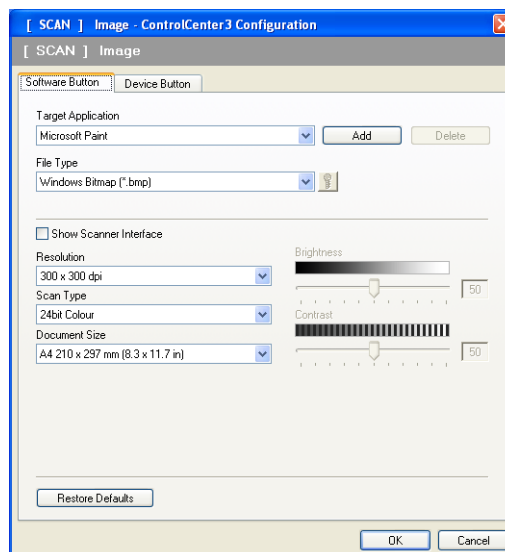 [ SCAN ] Image - ControlCenter3 Configuration
[ SCAN ] Image
Software Button Device Button
Target Application
Microsoft Paint Add Delete
File Type
Windows Bitmap (*.bmp)
Show Scanner Interface
Resolution Brightness
300 x 300 dpi 50
Scan Type
24bit Colour Contrast
Document Size
A4 210 x 297 mm (8.3 x 11.7 in) 50
Restore Defaults
OK Cancel